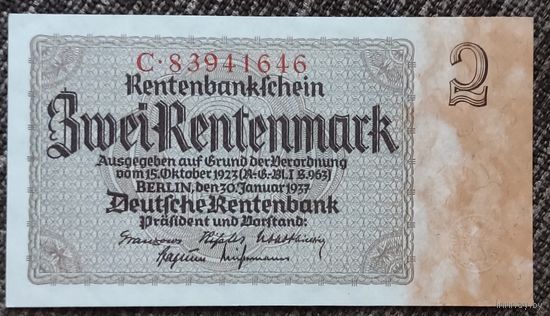 C·83941646
Rentenbankschein
2
Zwei Rentenmark
Ausgegeben auf Grund der Verordnung
vom 15. Oktober 1923 (R.-G.-Bl. I S. 963)
BERLIN, den 30. Januar 1937
Deutsche Rentenbank
Präsident und Vorstand: